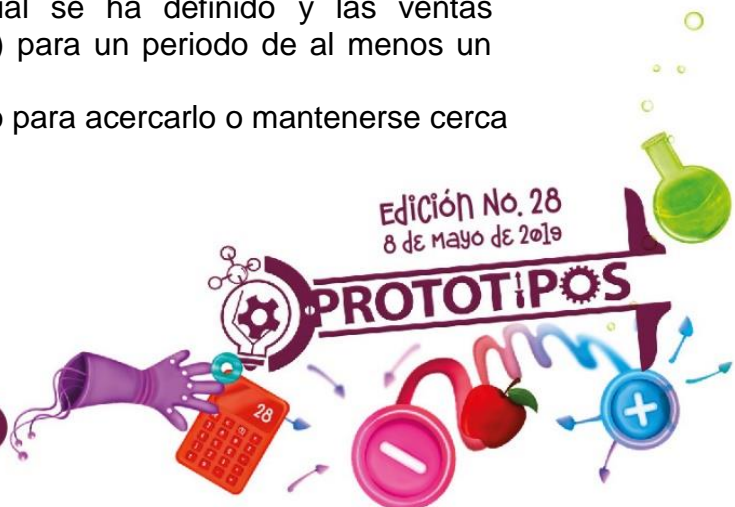 ial se ha definido y las ventas
) para un periodo de al menos un
o para acercarlo o mantenerse cerca
Edición No. 28
8 de Mayo de 2019
PROTOTIPOS
28